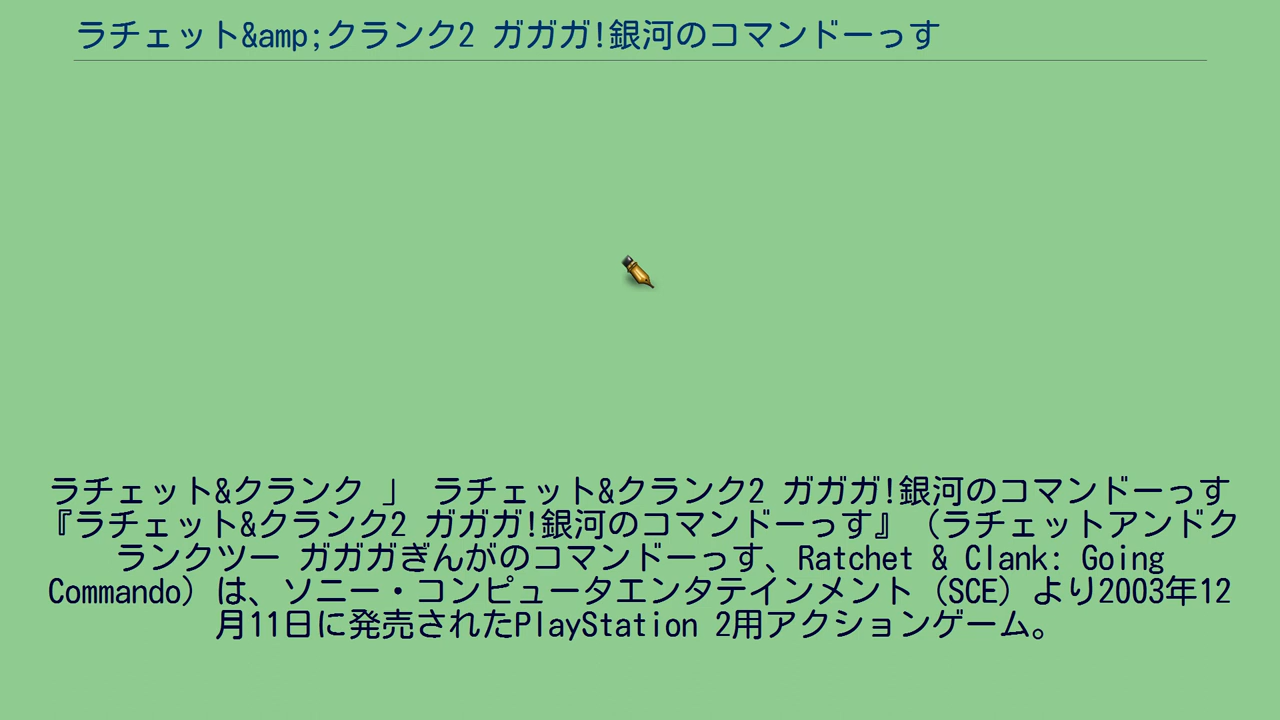 ラチェット&amp;クランク2 ガガガ!銀河のコマンドーっす
ラチェット&クランク 」 ラチェット&クランク2 ガガガ!銀河のコマンドーっす
『ラチェット&クランク2 ガガガ!銀河のコマンドーっす』（ラチェットアンドク
ランクツー ガガガぎんがのコマンドーっす、Ratchet & Clank: Going
Commando）は、ソニー・コンピュータエンタテインメント（SCE）より2003年12
月11日に発売されたPlayStation 2用アクションゲーム。